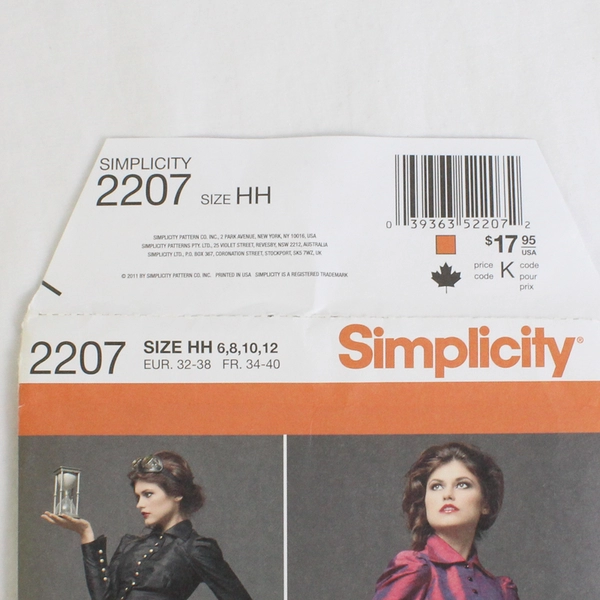 SIMPLICITY
2207 SIZE HH
SIMPLICITY PATTERN CO. INC., 2 PARK AVENUE, NEW YORK, NY 10016, USA
SIMPLICITY PATTERNS PTY. LTD., 25 VIOLET STREET, REVESBY, NSW 2212, AUSTRALIA
SIMPLICITY LTD., P.O. BOX 367, CORONATION STREET, STOCKPORT, SK5 7WZ, UK
© 2011 BY SIMPLICITY PATTERN CO. INC. PRINTED IN USA SIMPLICITY IS A REGISTERED TRADEMARK
0 39363 52207 2
$17 95
USA
price code K code pour prix
2207 SIZE HH 6,8,10,12
EUR. 32-38 FR. 34-40
Simplicity®